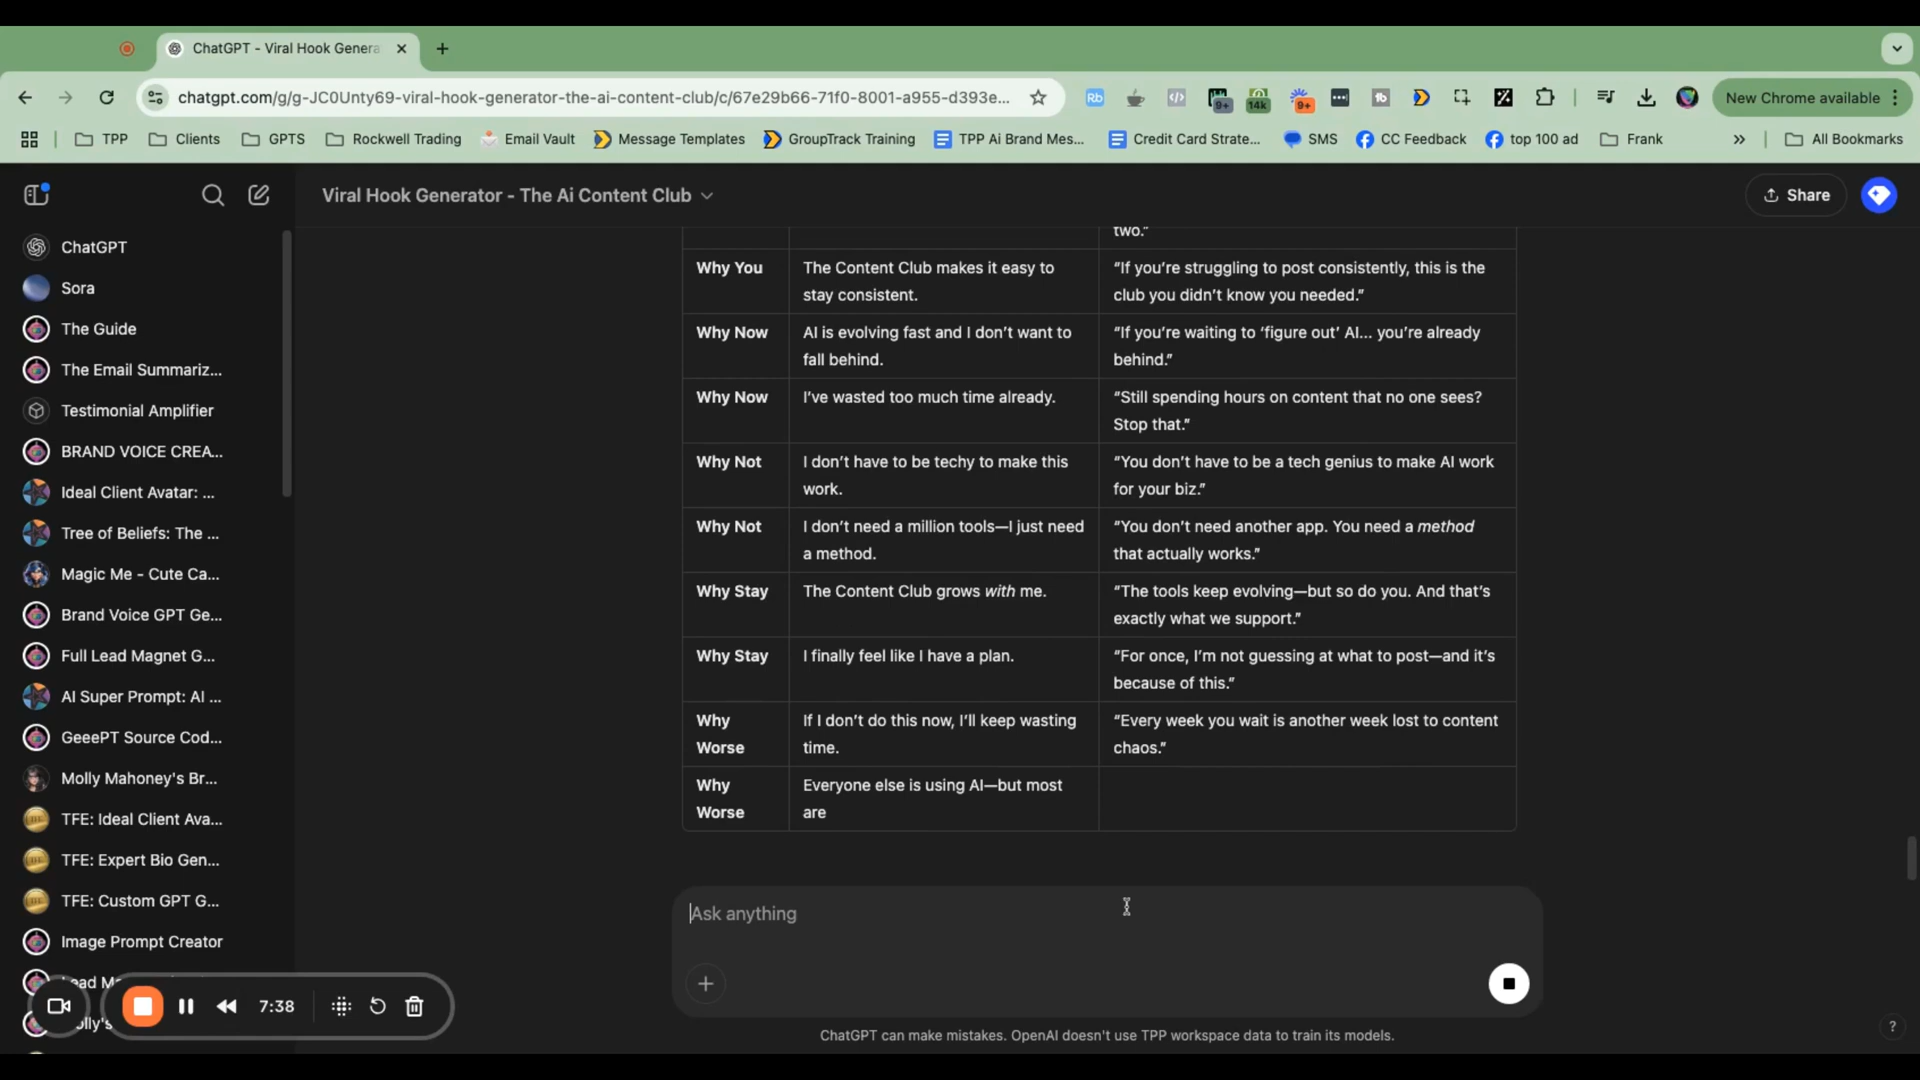 ChatGPT - Viral Hook Genera
chatgpt.com/g/g-JC0Unty69-viral-hook-generator-the-ai-content-club/c/67e29b66-71f0-8001-a955-d393e...
Rb
9+
14k
9+
tb
New Chrome available
TPP
Clients
GPTS
Rockwell Trading
Email Vault
Message Templates
GroupTrack Training
TPP Ai Brand Mes...
Credit Card Strate...
SMS
CC Feedback
top 100 ad
Frank
»
All Bookmarks
Viral Hook Generator - The Ai Content Club
Share
ChatGPT
Sora
The Guide
The Email Summariz...
Testimonial Amplifier
BRAND VOICE CREA...
Ideal Client Avatar: ...
Tree of Beliefs: The ...
Magic Me - Cute Ca...
Brand Voice GPT Ge...
Full Lead Magnet G...
AI Super Prompt: AI ...
GeeePT Source Cod...
Molly Mahoney's Br...
TFE: Ideal Client Ava...
TFE: Expert Bio Gen...
TFE: Custom GPT G...
Image Prompt Creator
7:38
two.”
Why You
The Content Club makes it easy to
stay consistent.
“If you’re struggling to post consistently, this is the
club you didn’t know you needed.”
Why Now
AI is evolving fast and I don’t want to
fall behind.
“If you’re waiting to ‘figure out’ AI... you’re already
behind.”
Why Now
I’ve wasted too much time already.
“Still spending hours on content that no one sees?
Stop that.”
Why Not
I don’t have to be techy to make this
work.
“You don’t have to be a tech genius to make AI work
for your biz.”
Why Not
I don’t need a million tools—I just need
a method.
“You don’t need another app. You need a method
that actually works.”
Why Stay
The Content Club grows with me.
“The tools keep evolving—but so do you. And that’s
exactly what we support.”
Why Stay
I finally feel like I have a plan.
“For once, I’m not guessing at what to post—and it’s
because of this.”
Why
Worse
If I don’t do this now, I’ll keep wasting
time.
“Every week you wait is another week lost to content
chaos.”
Why
Worse
Everyone else is using AI—but most
are
Ask anything
ChatGPT can make mistakes. OpenAI doesn't use TPP workspace data to train its models.
?